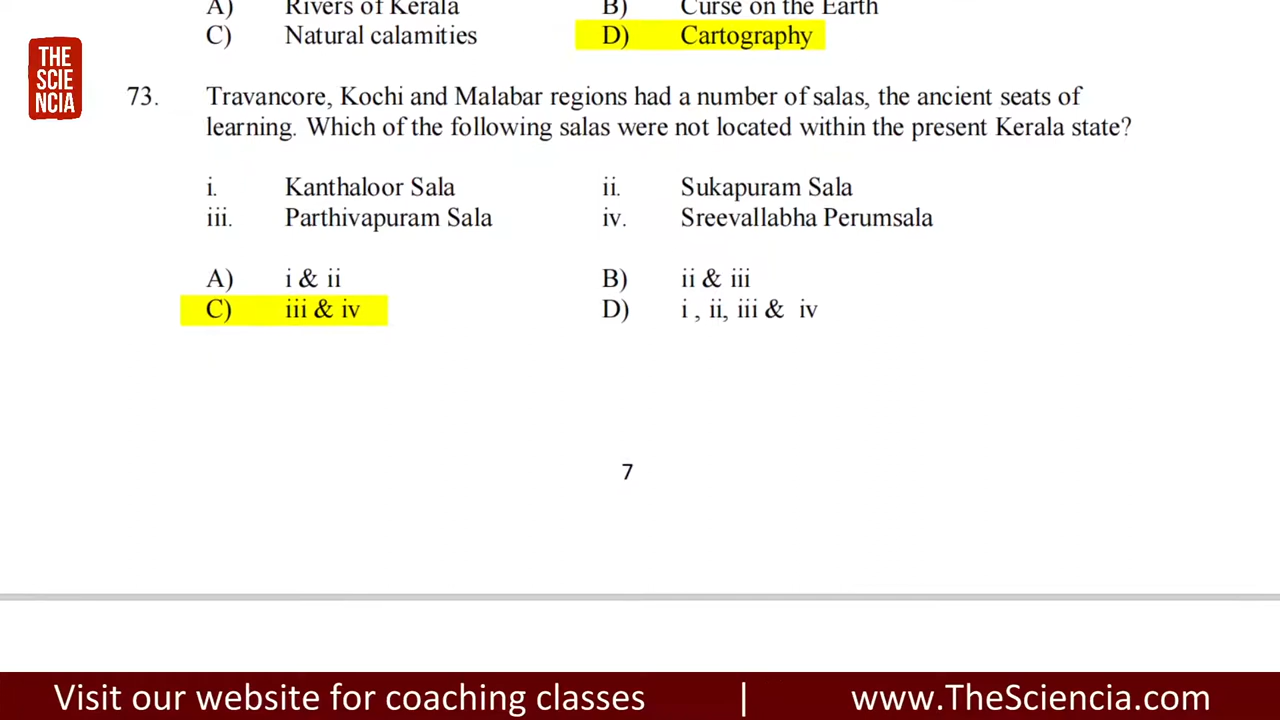 A) Rivers of Kerala B) Curse on the Earth
C) Natural calamities D) Cartography
THE
SCIE
NCIA
73. Travancore, Kochi and Malabar regions had a number of salas, the ancient seats of
learning. Which of the following salas were not located within the present Kerala state?
i. Kanthaloor Sala ii. Sukapuram Sala
iii. Parthivapuram Sala iv. Sreevallabha Perumsala
A) i & ii B) ii & iii
C) iii & iv D) i , ii, iii & iv
7
Visit our website for coaching classes | www.TheSciencia.com